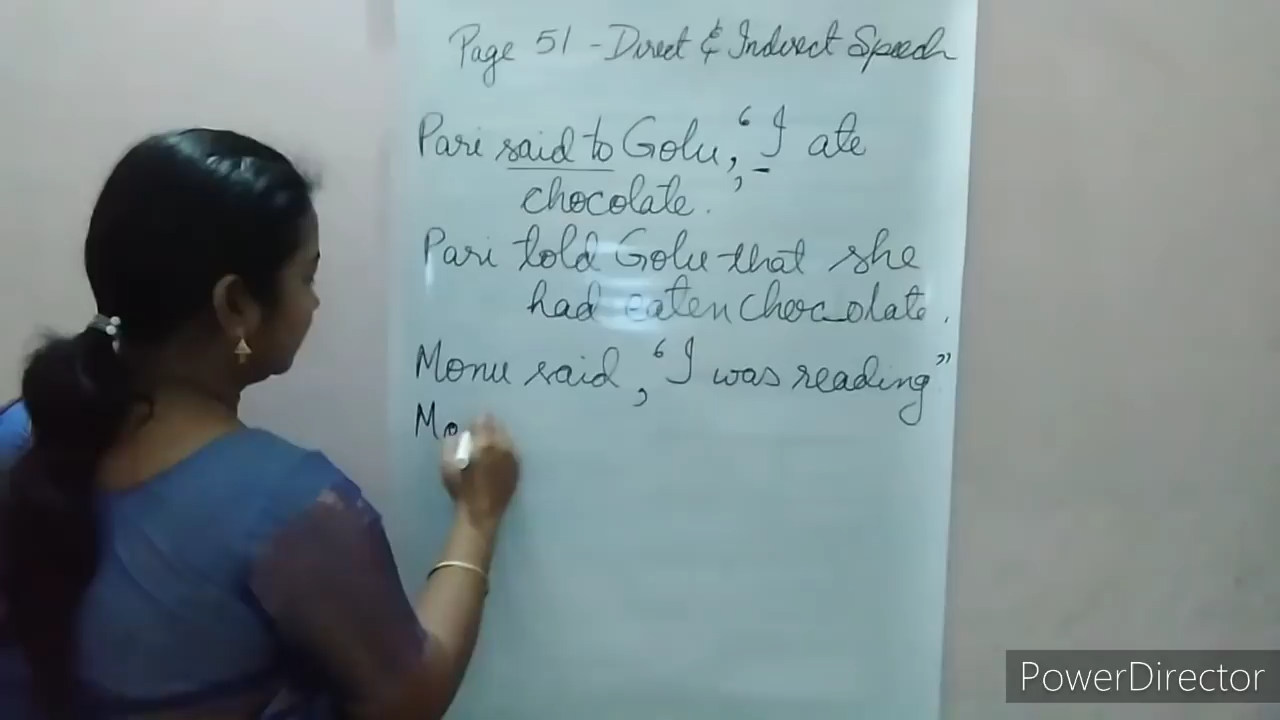 Page 51 - Direct & Indirect Speech
Pari said to Golu, “I ate
chocolate.”
Pari told Golu that she
had eaten chocolate.
Monu said, “I was reading”
Mo
PowerDirector